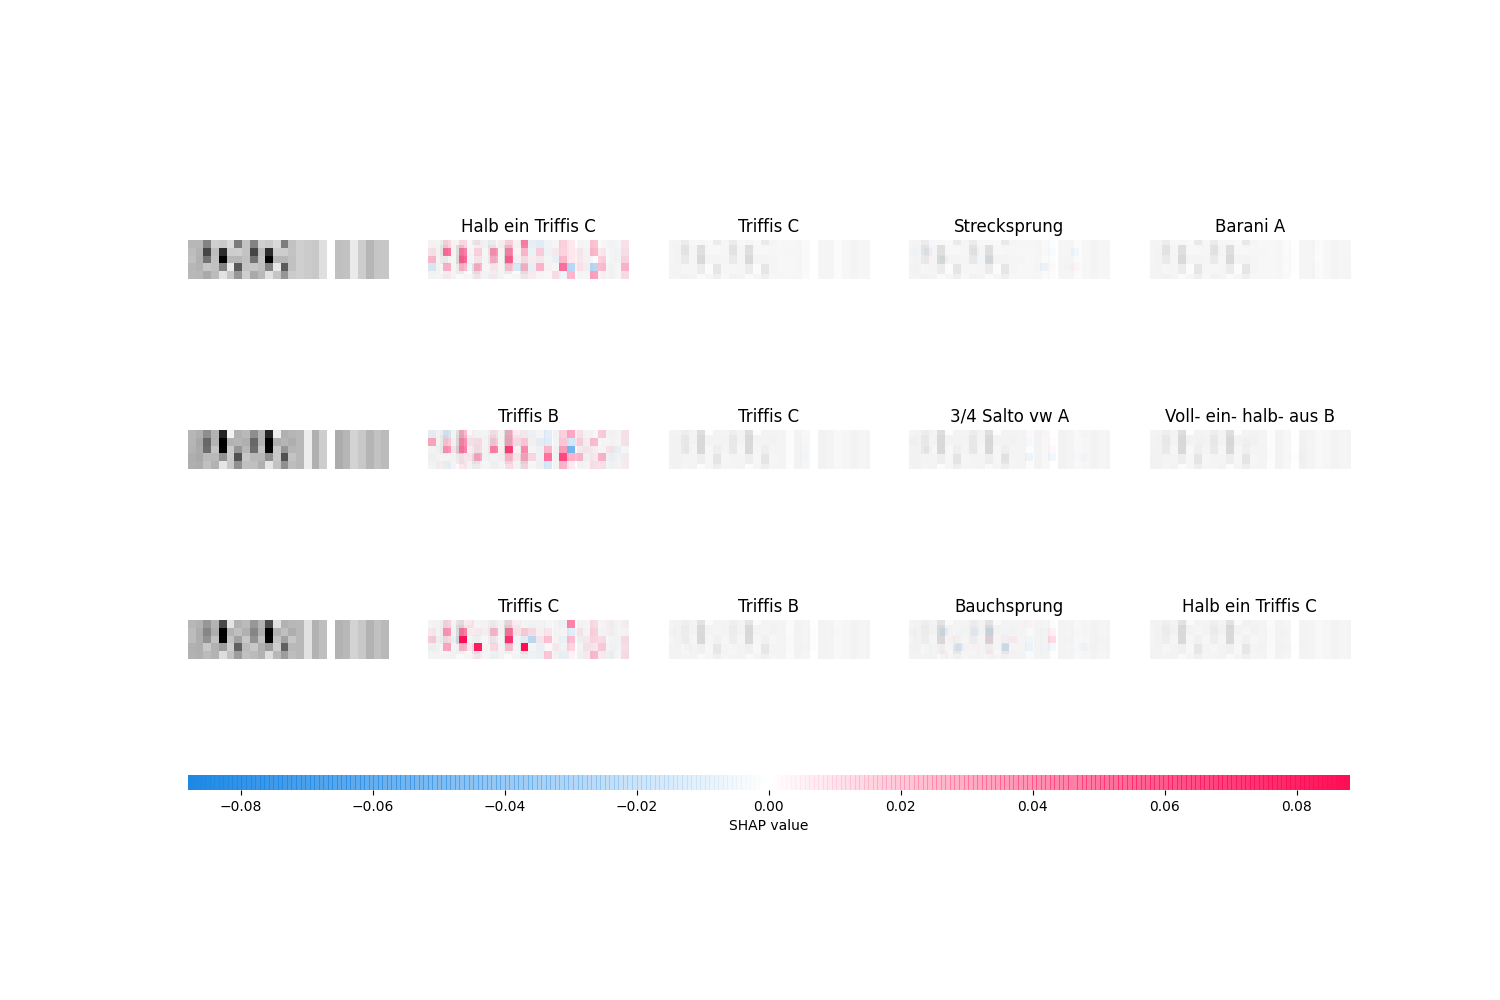 Halb ein Triffis C Triffis C Strecksprung Barani A
Triffis B Triffis C 3/4 Salto vw A Voll- ein- halb- aus B
Triffis C Triffis B Bauchsprung Halb ein Triffis C
−0.08 −0.06 −0.04 −0.02 0.00 0.02 0.04 0.06 0.08
SHAP value